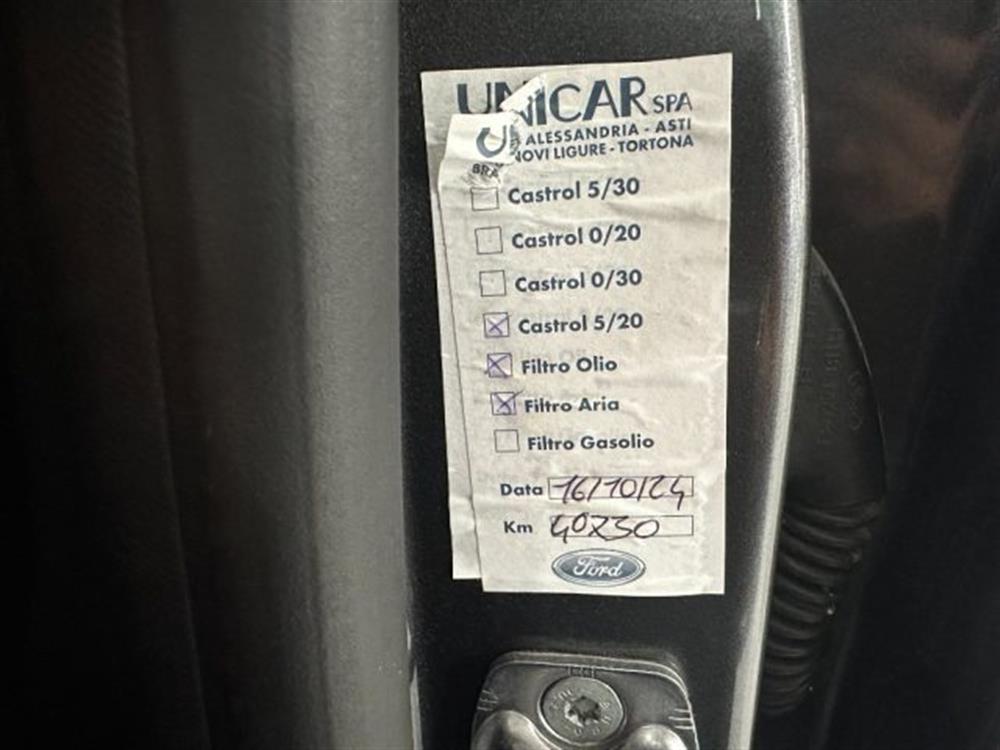 UNICAR SPA
ALESSANDRIA - ASTI
NOVI LIGURE - TORTONA
BRA
Castrol 5/30
Castrol 0/20
Castrol 0/30
Castrol 5/20
Filtro Olio
Filtro Aria
Filtro Gasolio
Data 16/10/24
Km 40230
Ford